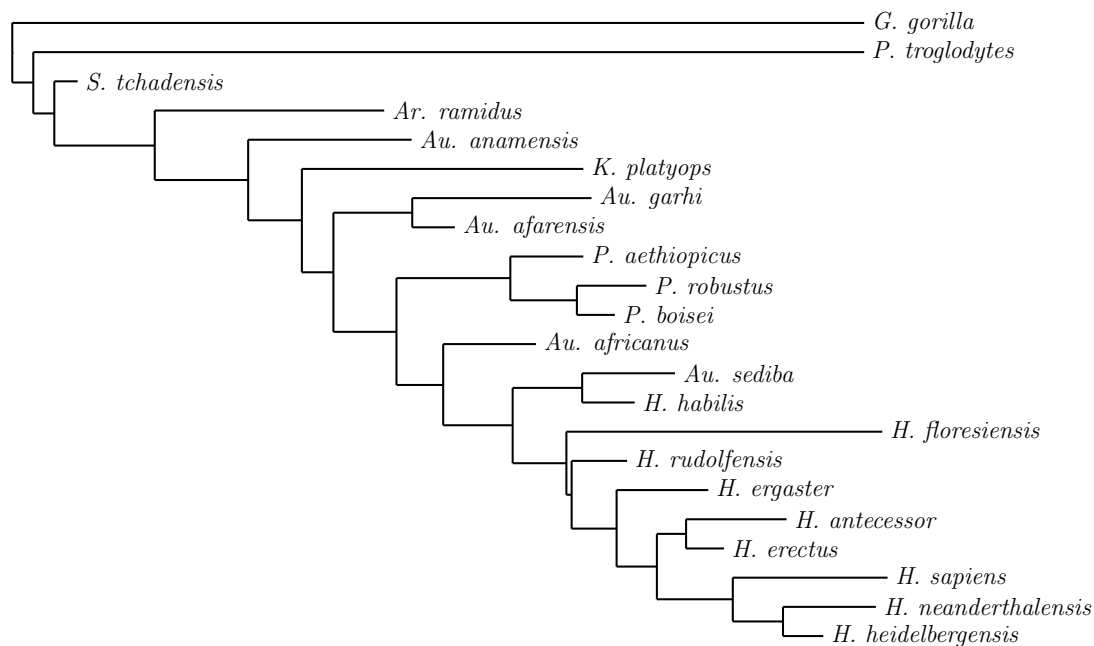 G. gorilla
P. troglodytes
S. tchadensis
Ar. ramidus
Au. anamensis
K. platyops
Au. garhi
Au. afarensis
P. aethiopicus
P. robustus
P. boisei
Au. africanus
Au. sediba
H. habilis
H. floresiensis
H. rudolfensis
H. ergaster
H. antecessor
H. erectus
H. sapiens
H. neanderthalensis
H. heidelbergensis